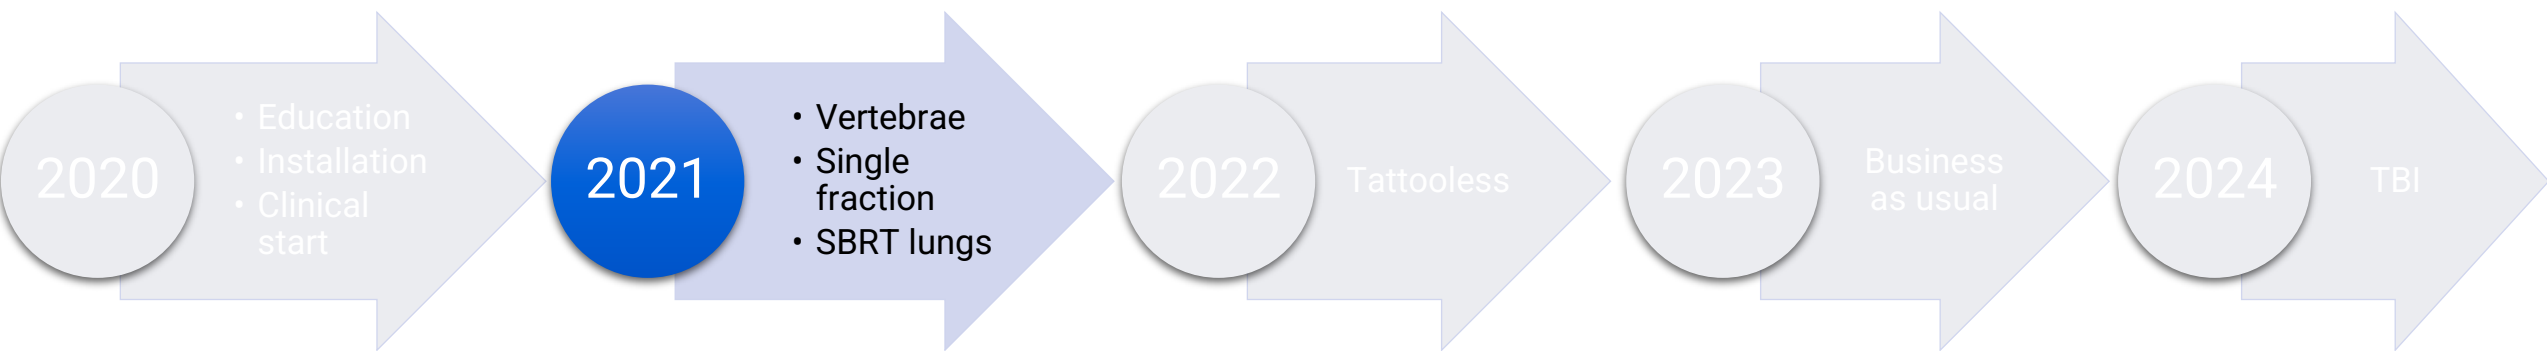 2020
• Education
• Installation
• Clinical
start
2021
• Vertebrae
• Single
fraction
• SBRT lungs
2022
Tattooless
2023
Business
as usual
2024
TBI